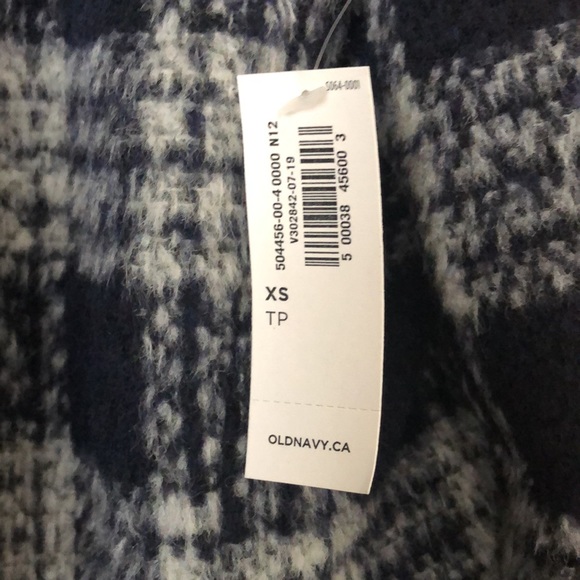 5064-0001
504456-00-4 0000 N12
V302842-07-19
5 00038 45600 3
XS
TP
OLDNAVY.CA